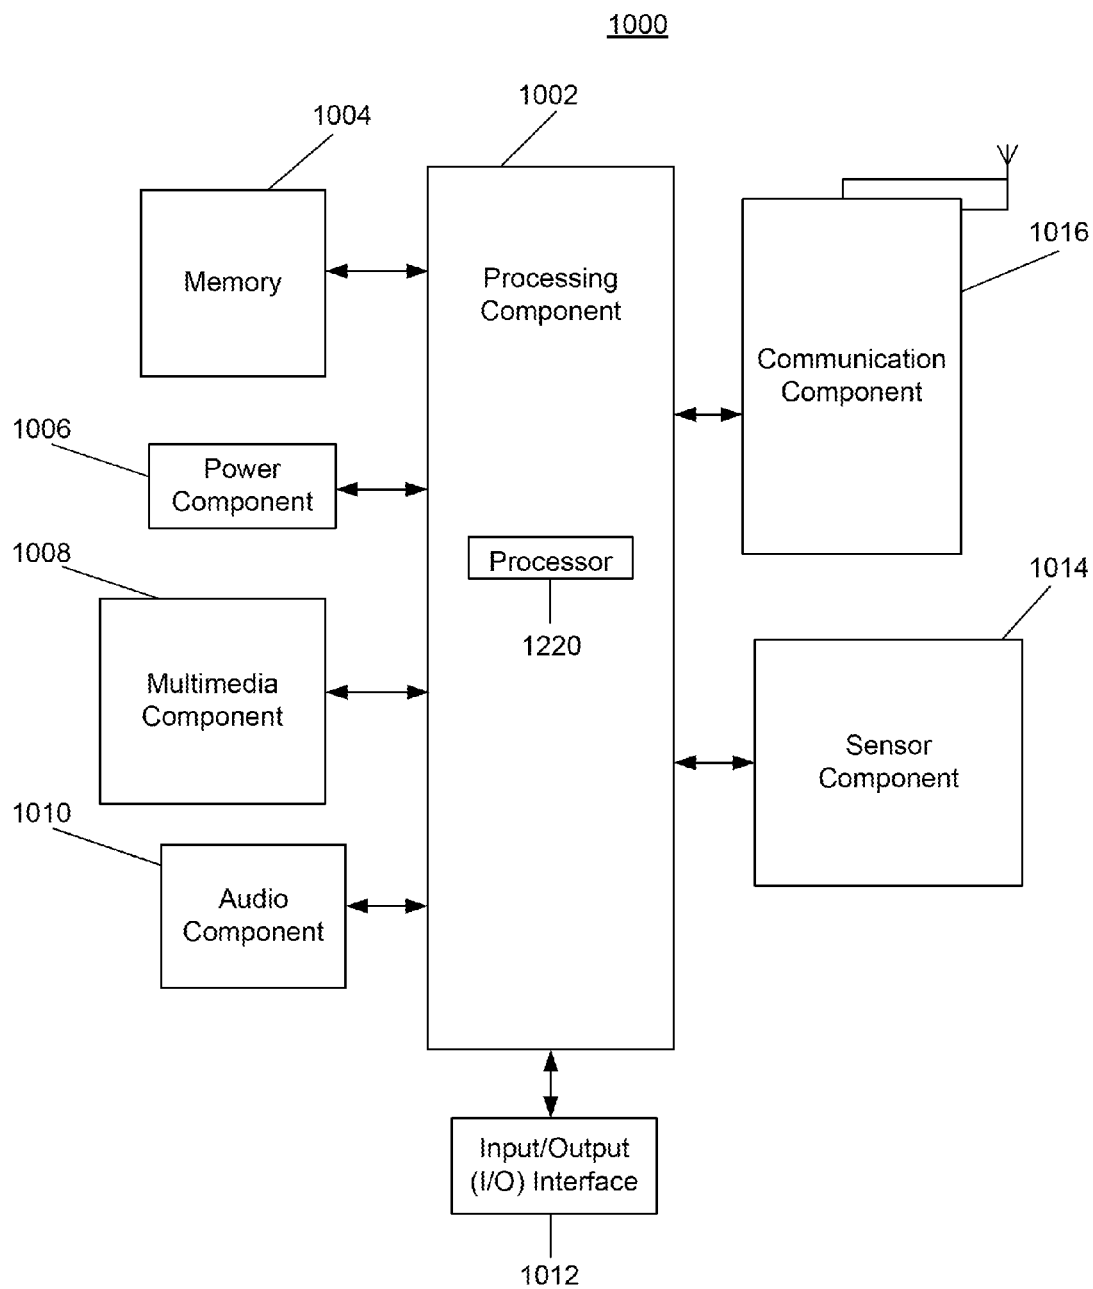 1000
1002
1004
Memory
Processing
Component
1016
Communication
Component
1006
Power
Component
Processor
1220
1008
Multimedia
Component
1014
Sensor
Component
1010
Audio
Component
Input/Output
(I/O) Interface
1012